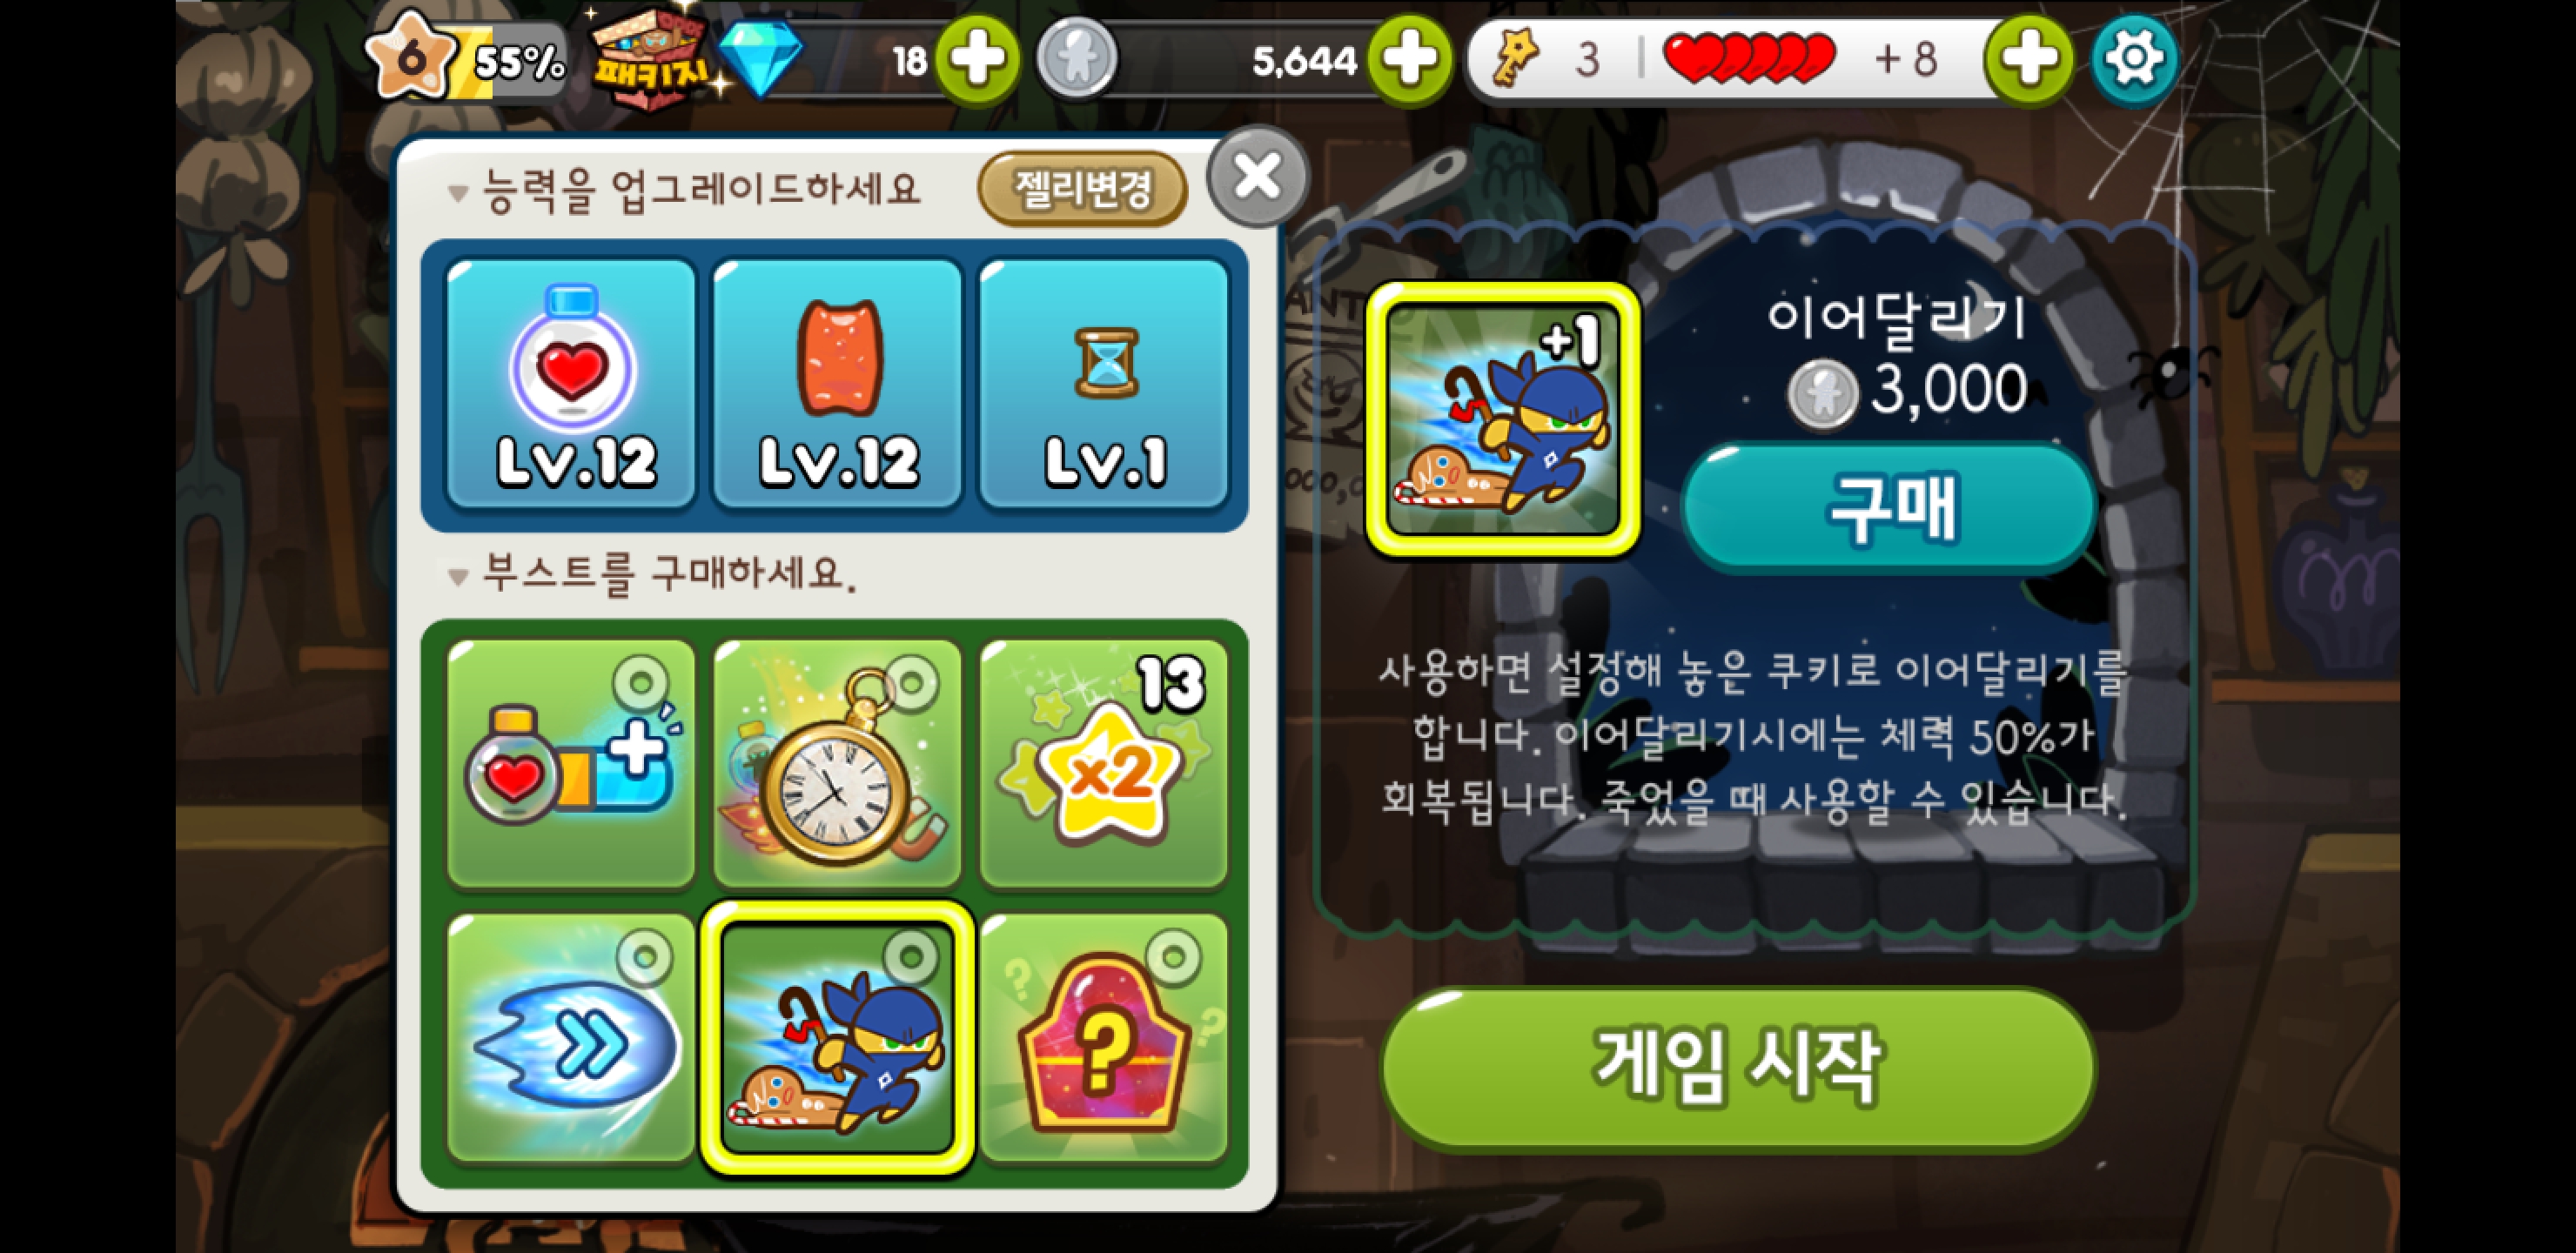 6 55% 패키지 18 5,644 3 +8
능력을 업그레이드하세요 젤리변경
Lv.12 Lv.12 Lv.1
부스트를 구매하세요.
13
x2
?
+1
이어달리기
3,000
구매
사용하면 설정해 놓은 쿠키로 이어달리기를
합니다. 이어달리기시에는 체력 50%가
회복됩니다. 죽었을 때 사용할 수 있습니다.
게임 시작